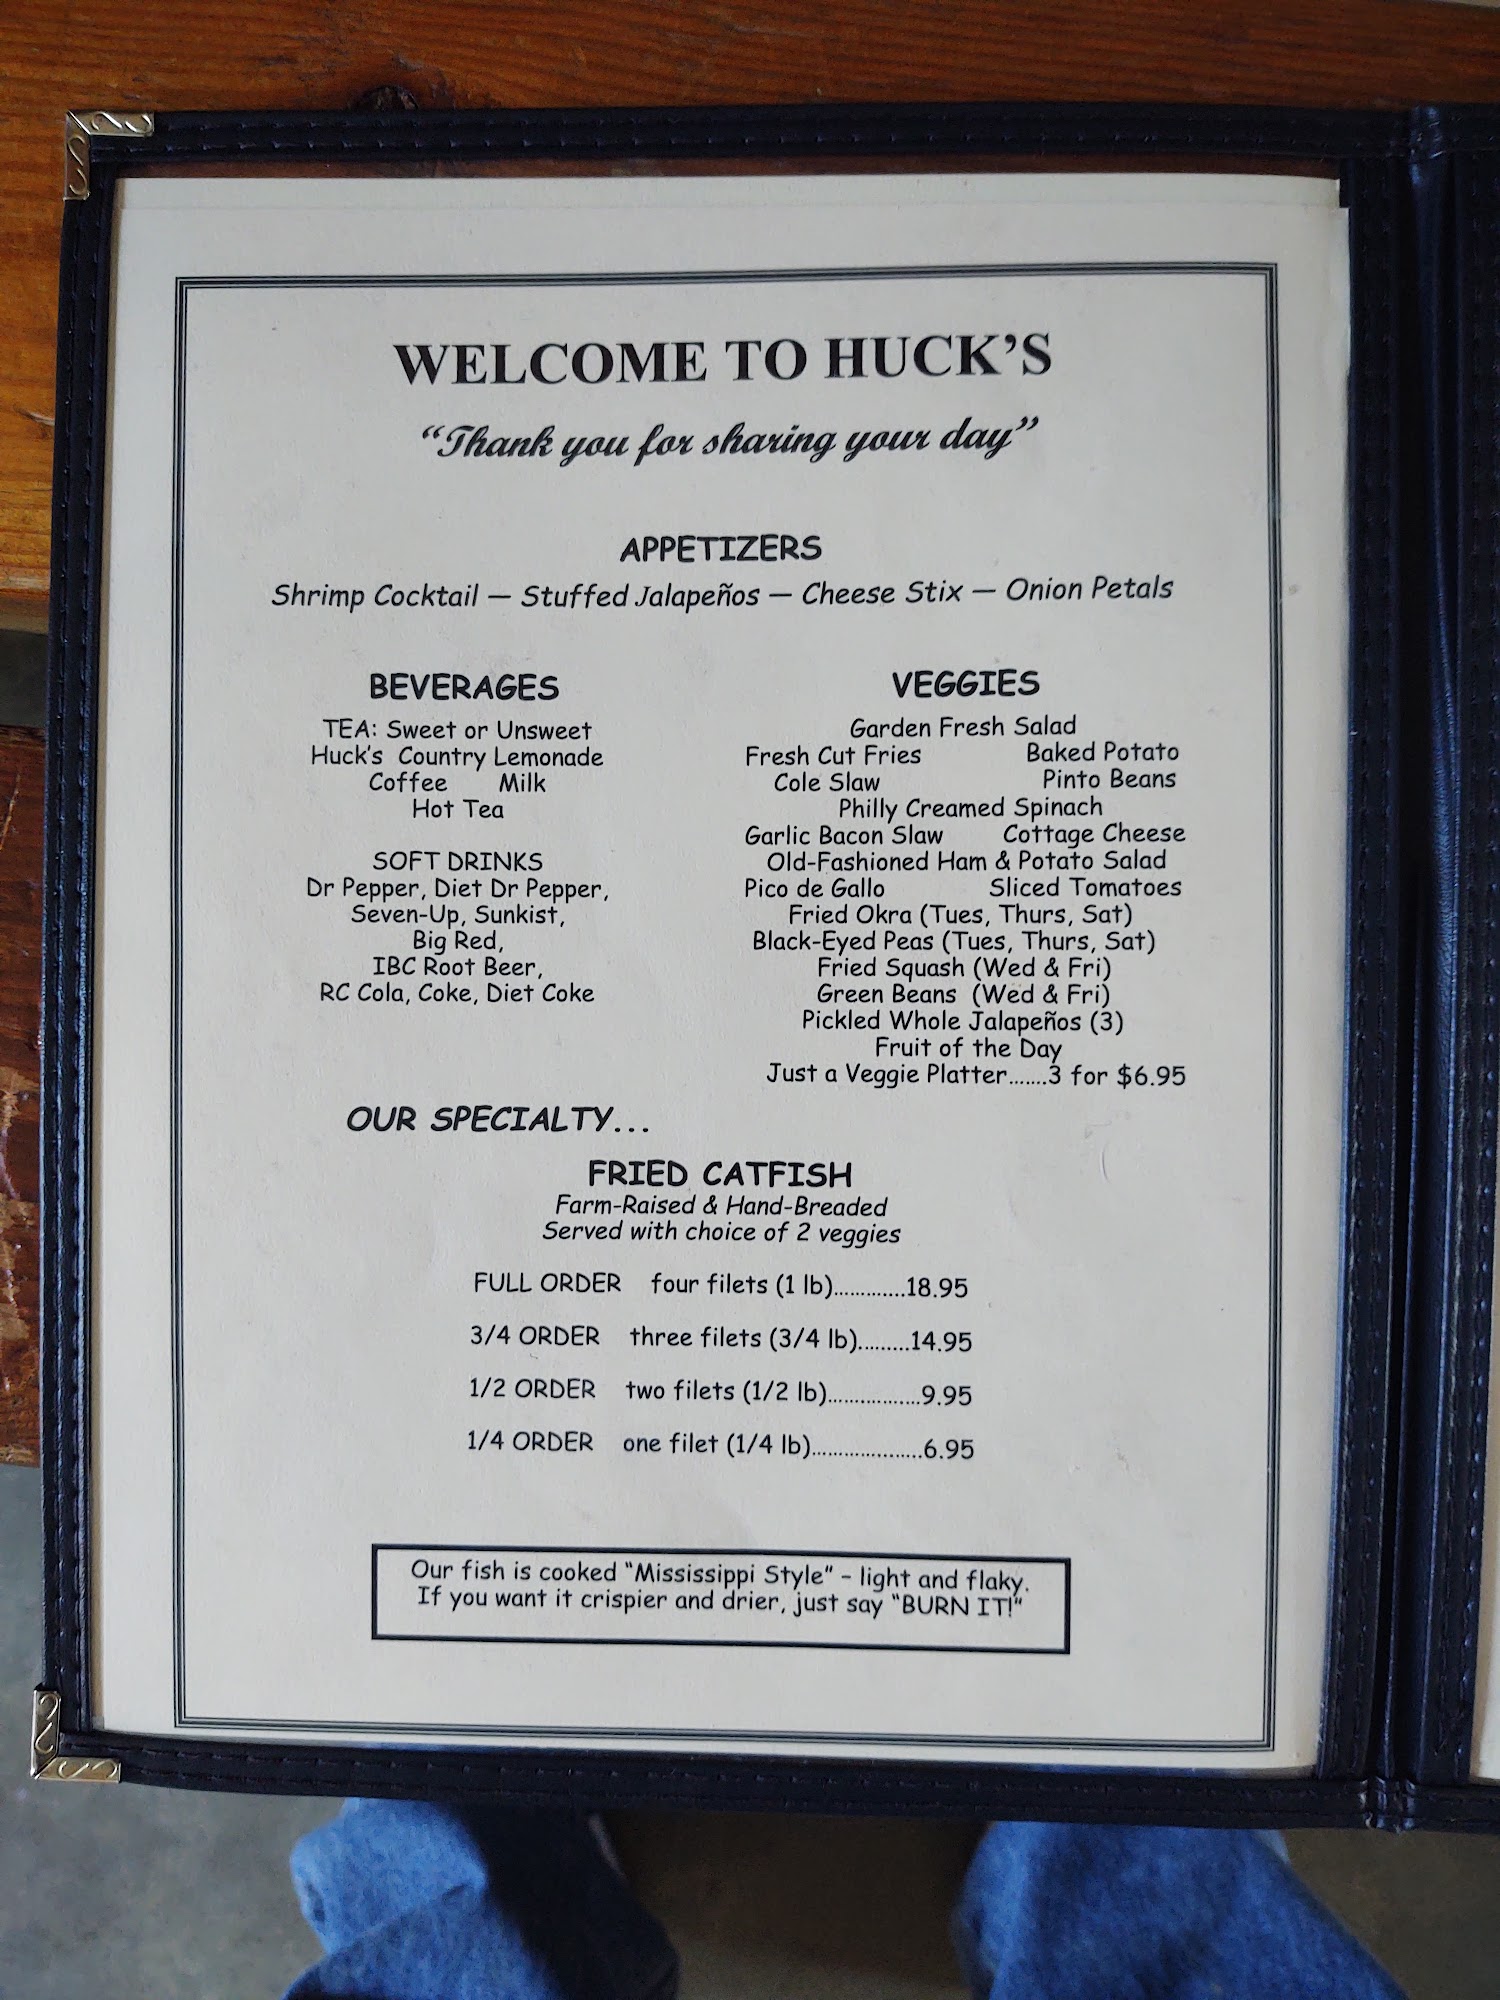 WELCOME TO HUCK'S
"Thank you for sharing your day"
APPETIZERS
Shrimp Cocktail — Stuffed Jalapeños — Cheese Stix — Onion Petals
BEVERAGES
TEA: Sweet or Unsweet
Huck's Country Lemonade
Coffee Milk
Hot Tea
SOFT DRINKS
Dr Pepper, Diet Dr Pepper,
Seven-Up, Sunkist,
Big Red,
IBC Root Beer,
RC Cola, Coke, Diet Coke
VEGGIES
Garden Fresh Salad
Fresh Cut Fries Baked Potato
Cole Slaw Pinto Beans
Philly Creamed Spinach
Garlic Bacon Slaw Cottage Cheese
Old-Fashioned Ham & Potato Salad
Pico de Gallo Sliced Tomatoes
Fried Okra (Tues, Thurs, Sat)
Black-Eyed Peas (Tues, Thurs, Sat)
Fried Squash (Wed & Fri)
Green Beans (Wed & Fri)
Pickled Whole Jalapeños (3)
Fruit of the Day
Just a Veggie Platter.......3 for $6.95
OUR SPECIALTY...
FRIED CATFISH
Farm-Raised & Hand-Breaded
Served with choice of 2 veggies
FULL ORDER four filets (1 lb).............18.95
3/4 ORDER three filets (3/4 lb).........14.95
1/2 ORDER two filets (1/2 lb).................9.95
1/4 ORDER one filet (1/4 lb)....................6.95
Our fish is cooked "Mississippi Style" – light and flaky.
If you want it crispier and drier, just say "BURN IT!"